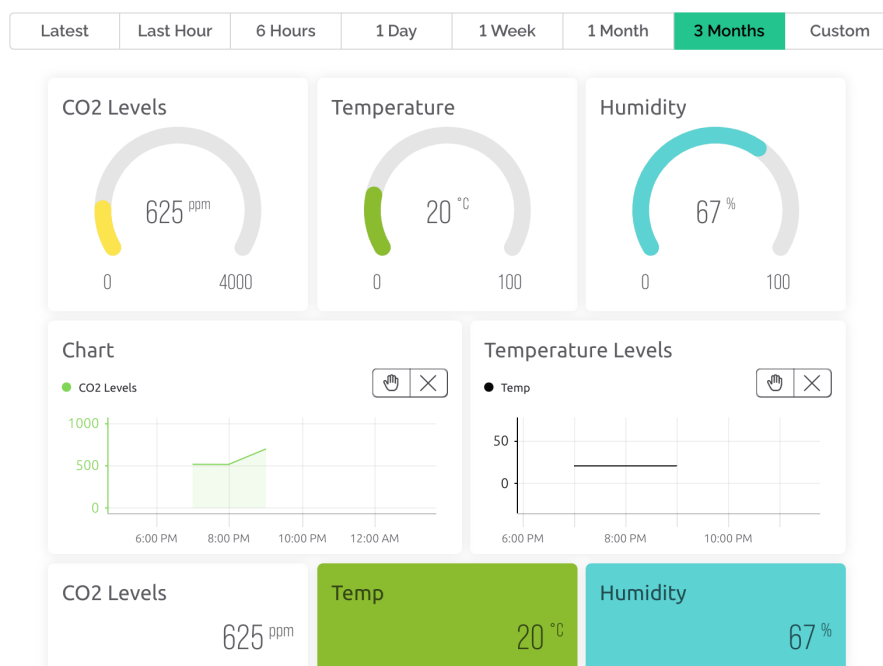 Latest Last Hour 6 Hours 1 Day 1 Week 1 Month 3 Months Custom
CO2 Levels
625 ppm
0 4000
Temperature
20 °C
0 100
Humidity
67 %
0 100
Chart
CO2 Levels
1000
500
0
6:00 PM 8:00 PM 10:00 PM 12:00 AM
Temperature Levels
Temp
50
0
6:00 PM 8:00 PM 10:00 PM
CO2 Levels
625 ppm
Temp
20 °C
Humidity
67 %